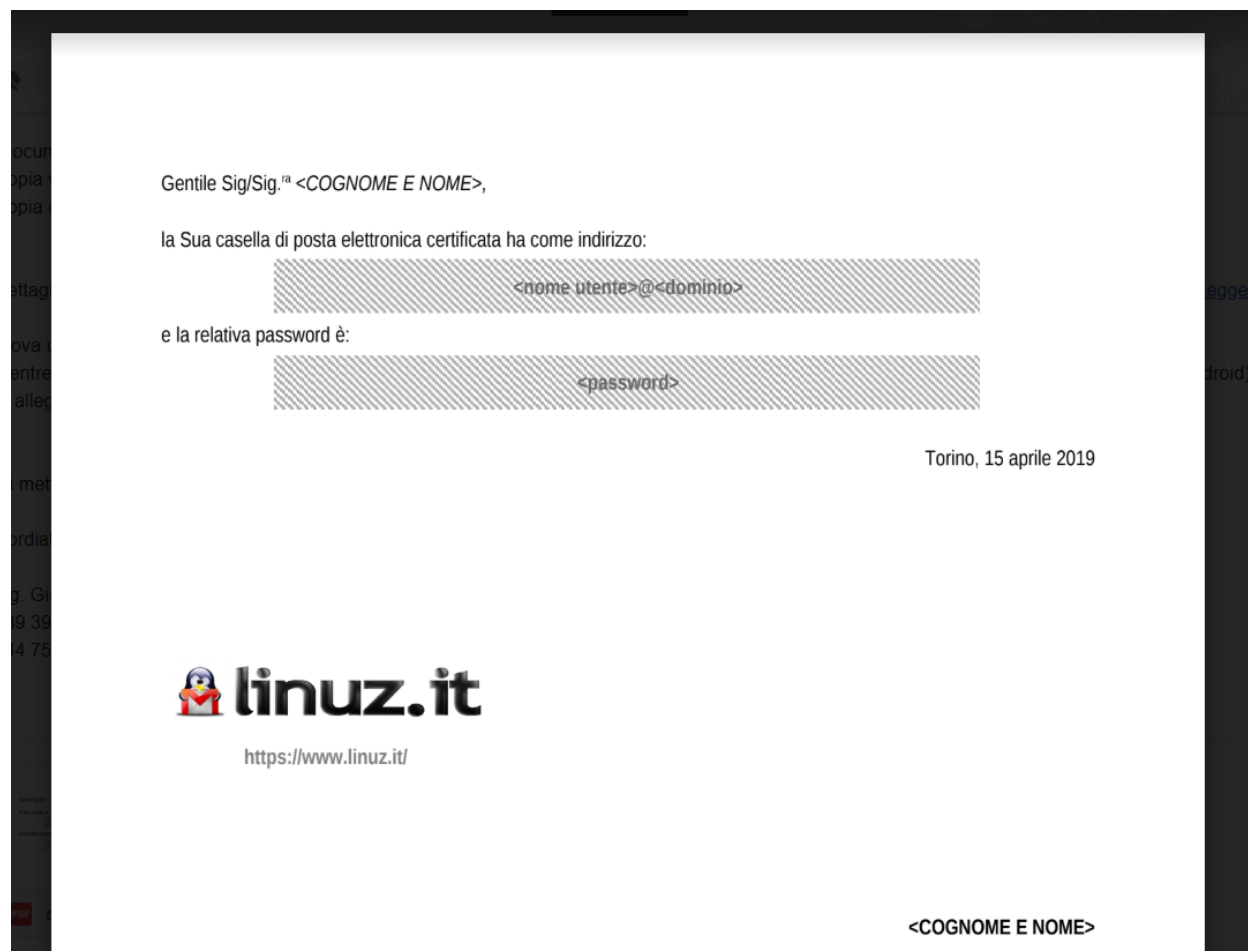 Gentile Sig/Sig.ra <COGNOME E NOME>,
la Sua casella di posta elettronica certificata ha come indirizzo:
<nome utente>@<dominio>
e la relativa password è:
<password>
Torino, 15 aprile 2019
linuz.it
https://www.linuz.it/
<COGNOME E NOME>